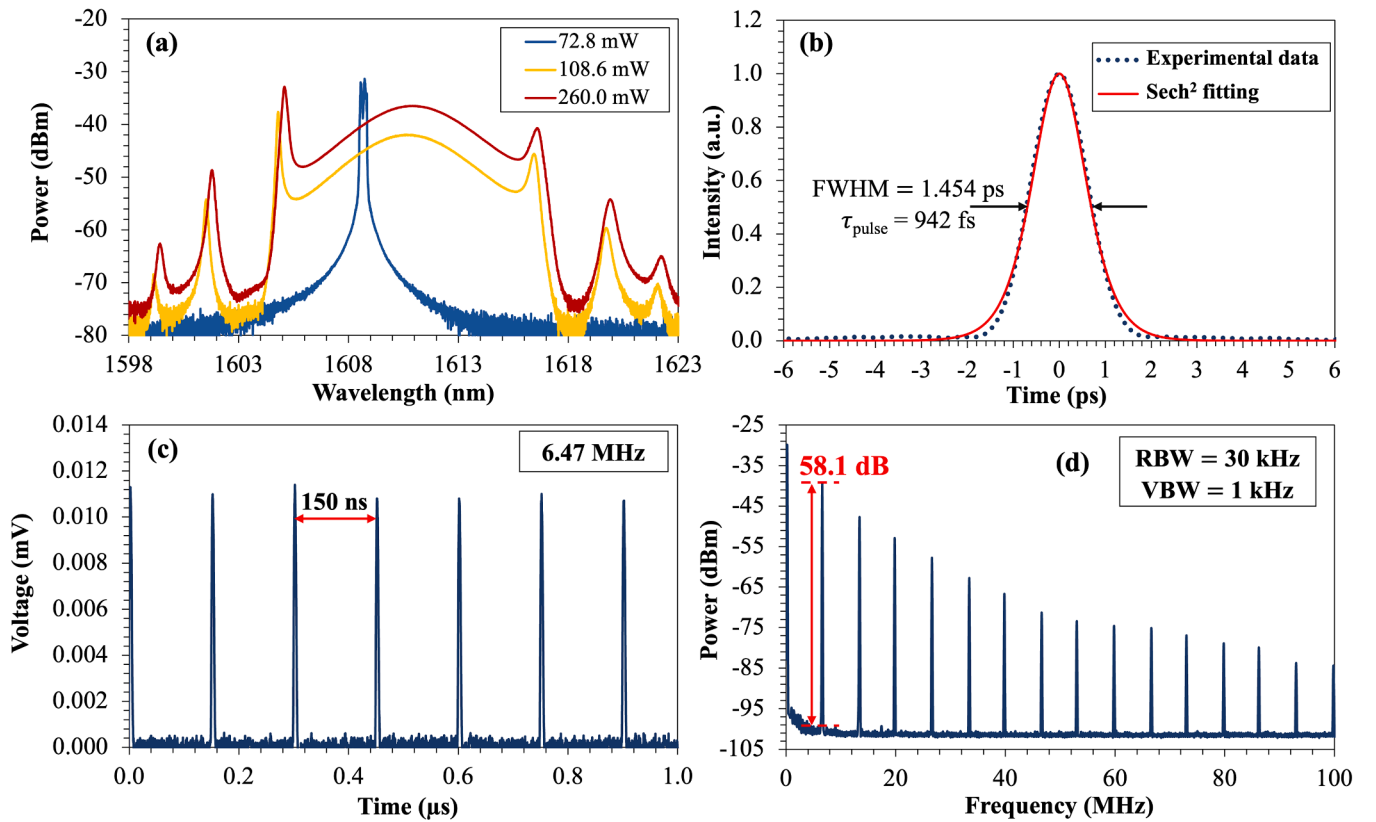 (a)
72.8 mW
108.6 mW
260.0 mW
-20
-30
-40
-50
-60
-70
-80
Power (dBm)
1598 1603 1608 1613 1618 1623
Wavelength (nm)
(b)
Experimental data
Sech² fitting
1.2
1.0
0.8
0.6
0.4
0.2
0.0
Intensity (a.u.)
FWHM = 1.454 ps
τpulse = 942 fs
-6 -5 -4 -3 -2 -1 0 1 2 3 4 5 6
Time (ps)
(c)
6.47 MHz
150 ns
0.014
0.012
0.010
0.008
0.006
0.004
0.002
0.000
Voltage (mV)
0.0 0.2 0.4 0.6 0.8 1.0
Time (μs)
(d)
RBW = 30 kHz
VBW = 1 kHz
58.1 dB
-25
-35
-45
-55
-65
-75
-85
-95
-105
Power (dBm)
0 20 40 60 80 100
Frequency (MHz)